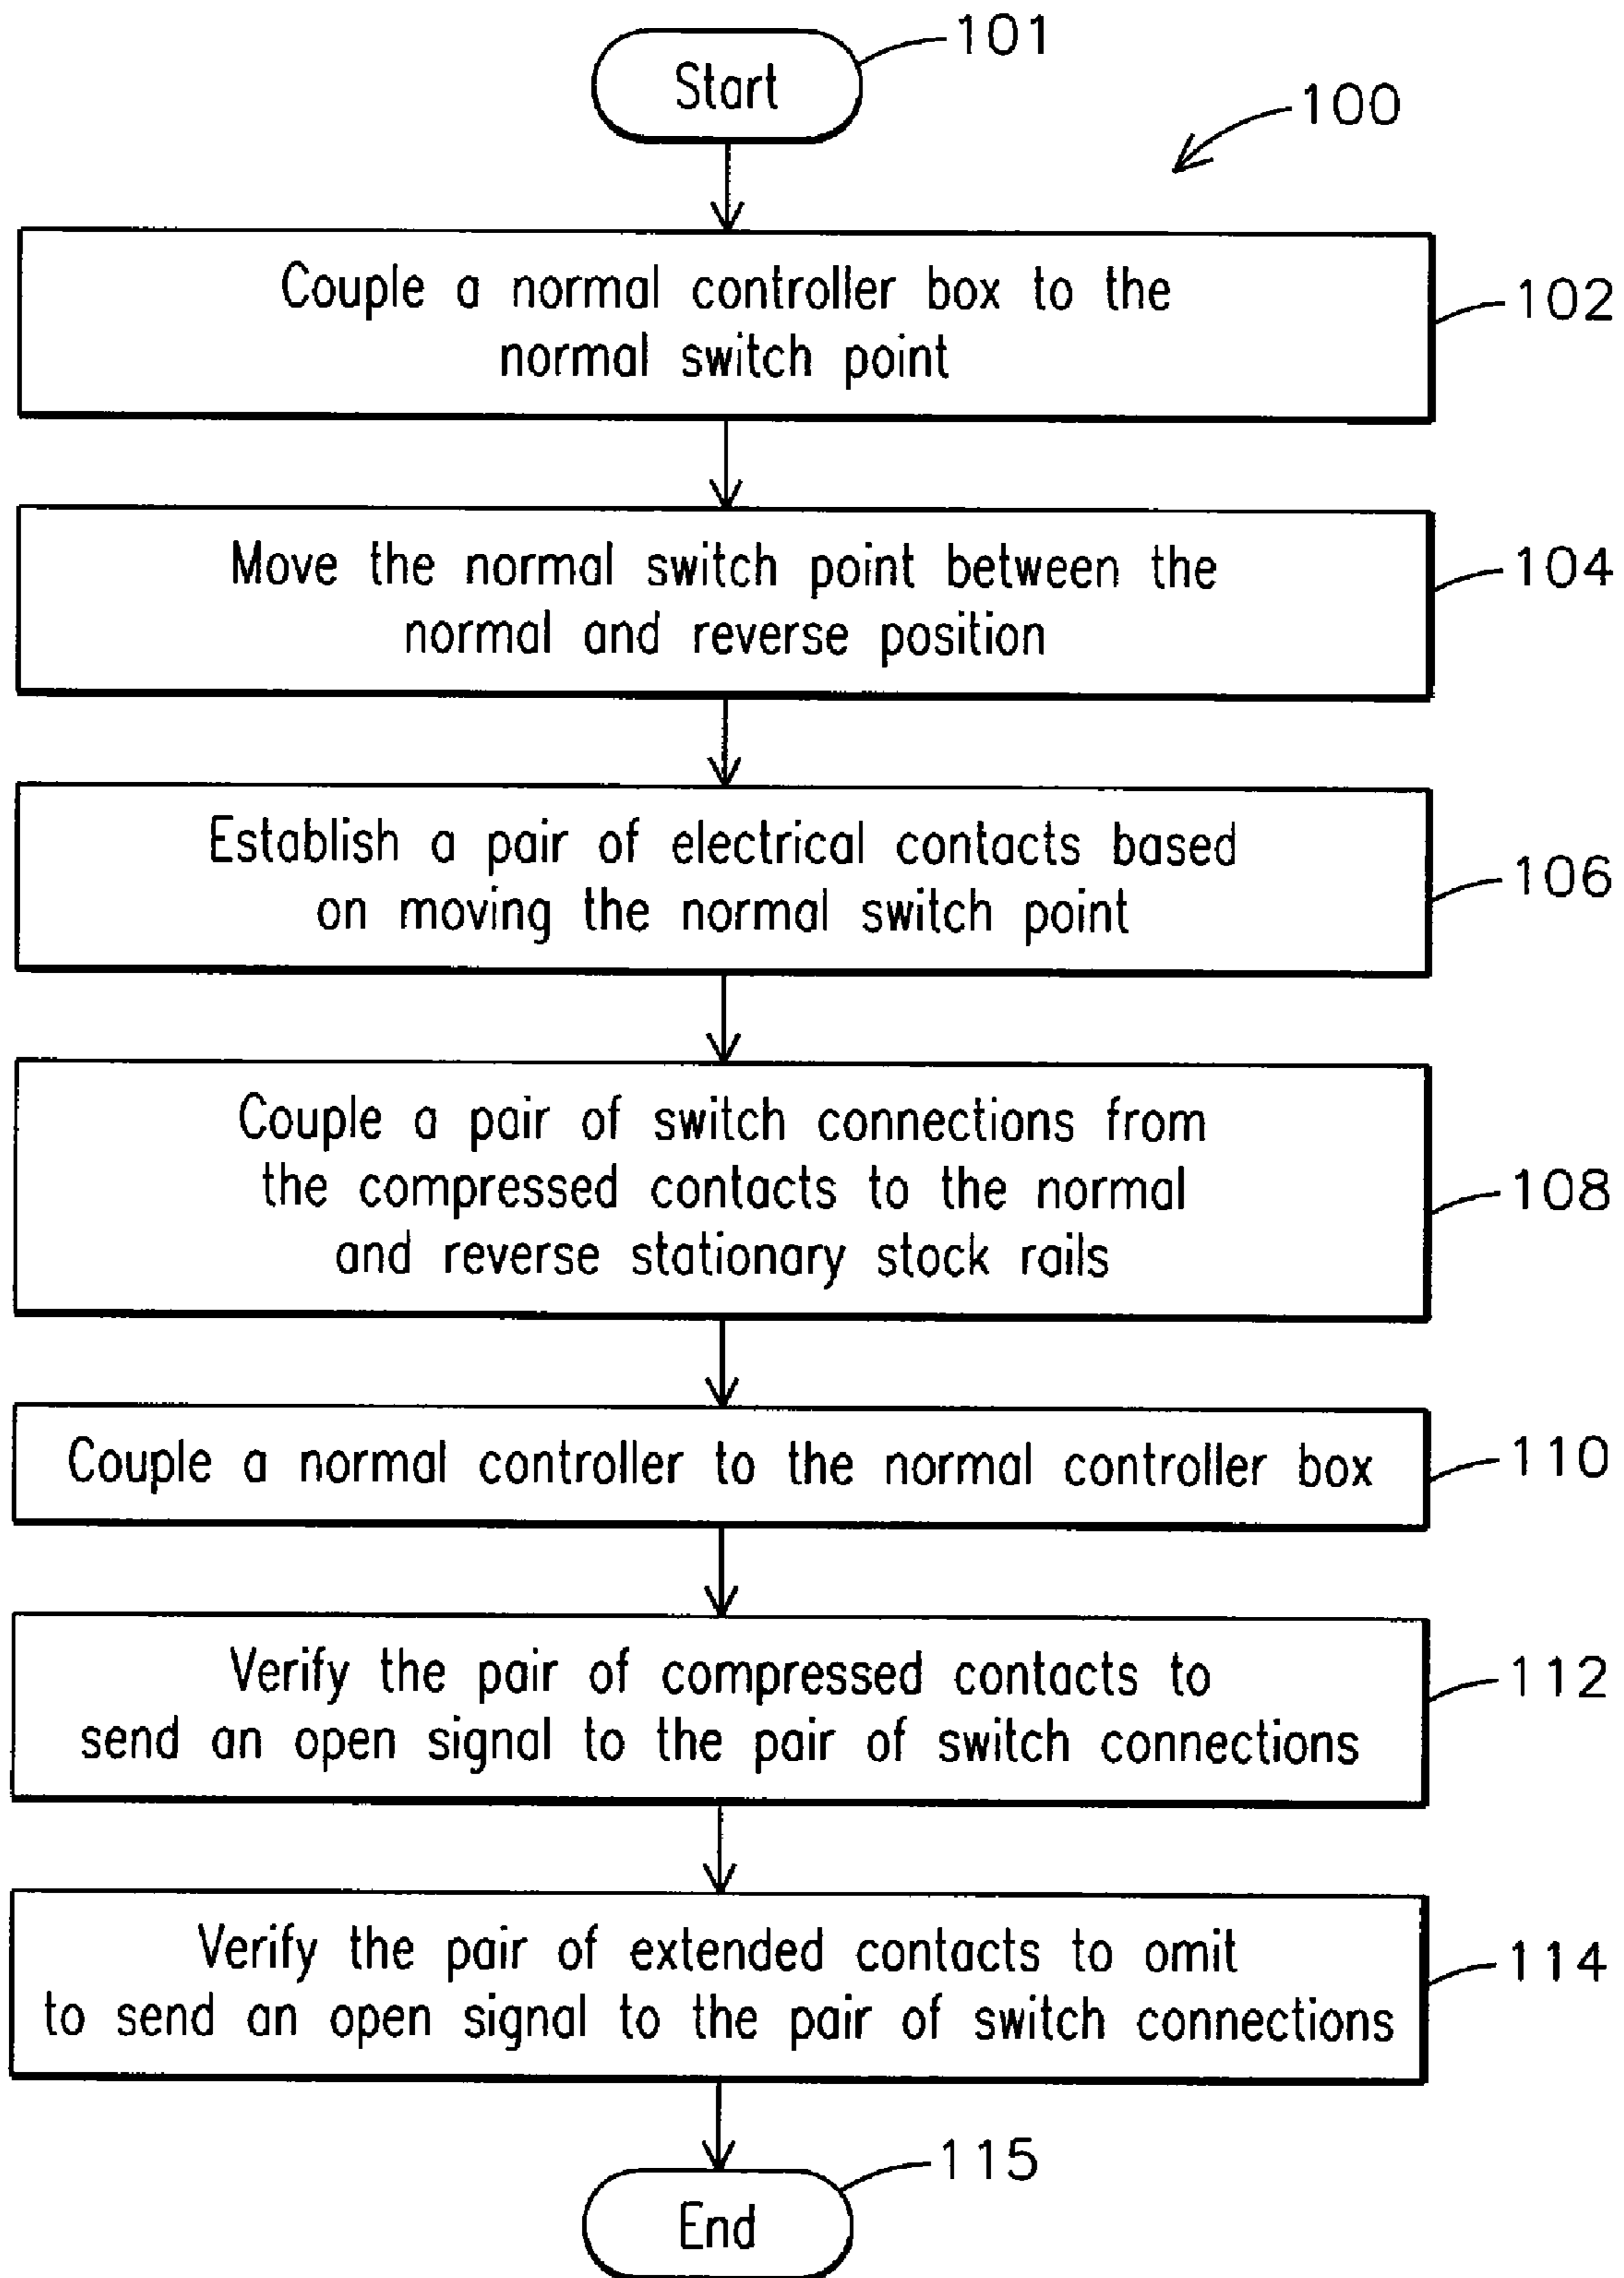 101
Start
100
Couple a normal controller box to the
normal switch point
102
Move the normal switch point between the
normal and reverse position
104
Establish a pair of electrical contacts based
on moving the normal switch point
106
Couple a pair of switch connections from
the compressed contacts to the normal
and reverse stationary stock rails
108
Couple a normal controller to the normal controller box
110
Verify the pair of compressed contacts to
send an open signal to the pair of switch connections
112
Verify the pair of extended contacts to omit
to send an open signal to the pair of switch connections
114
115
End